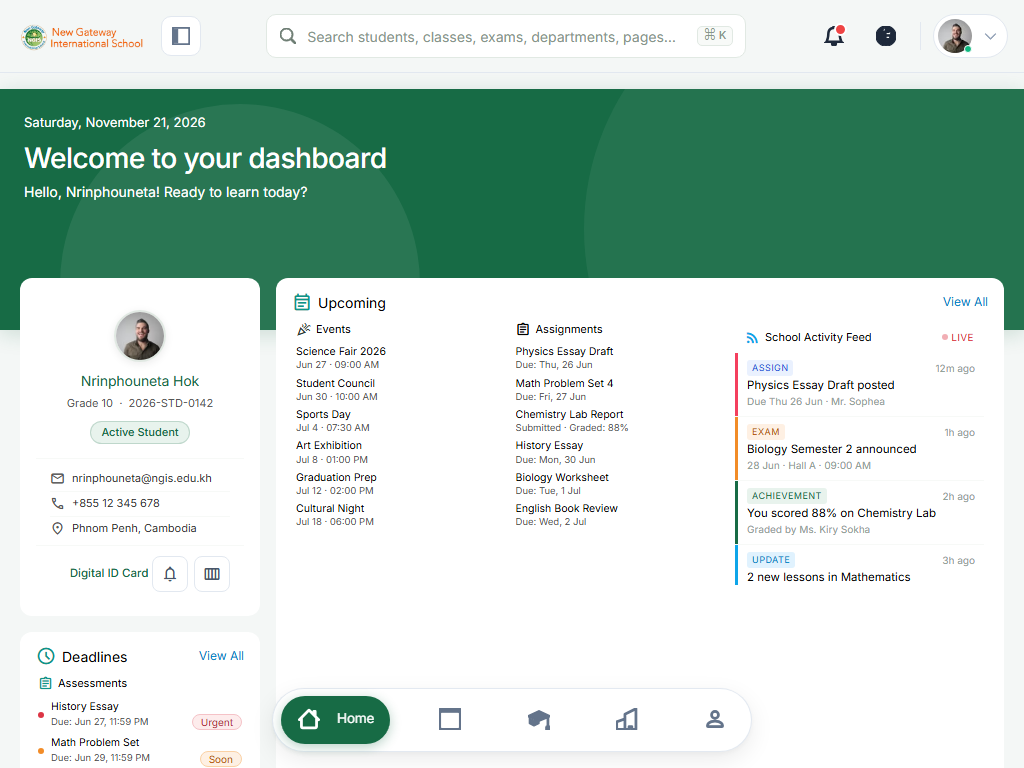 New Gateway
International School
Search students, classes, exams, departments, pages...
⌘ K
Saturday, November 21, 2026
Welcome to your dashboard
Hello, Nrinphouneta! Ready to learn today?
Nrinphouneta Hok
Grade 10 · 2026-STD-0142
Active Student
nrinphouneta@ngis.edu.kh
+855 12 345 678
Phnom Penh, Cambodia
Digital ID Card
Deadlines
View All
Assessments
History Essay
Due: Jun 27, 11:59 PM
Urgent
Math Problem Set
Due: Jun 29, 11:59 PM
Soon
Upcoming
View All
Events
Science Fair 2026
Jun 27 · 09:00 AM
Student Council
Jun 30 · 10:00 AM
Sports Day
Jul 4 · 07:30 AM
Art Exhibition
Jul 8 · 01:00 PM
Graduation Prep
Jul 12 · 02:00 PM
Cultural Night
Jul 18 · 06:00 PM
Assignments
Physics Essay Draft
Due: Thu, 26 Jun
Math Problem Set 4
Due: Fri, 27 Jun
Chemistry Lab Report
Submitted · Graded: 88%
History Essay
Due: Mon, 30 Jun
Biology Worksheet
Due: Tue, 1 Jul
English Book Review
Due: Wed, 2 Jul
School Activity Feed
LIVE
ASSIGN
12m ago
Physics Essay Draft posted
Due Thu 26 Jun · Mr. Sophea
EXAM
1h ago
Biology Semester 2 announced
28 Jun · Hall A · 09:00 AM
ACHIEVEMENT
2h ago
You scored 88% on Chemistry Lab
Graded by Ms. Kiry Sokha
UPDATE
3h ago
2 new lessons in Mathematics
Home